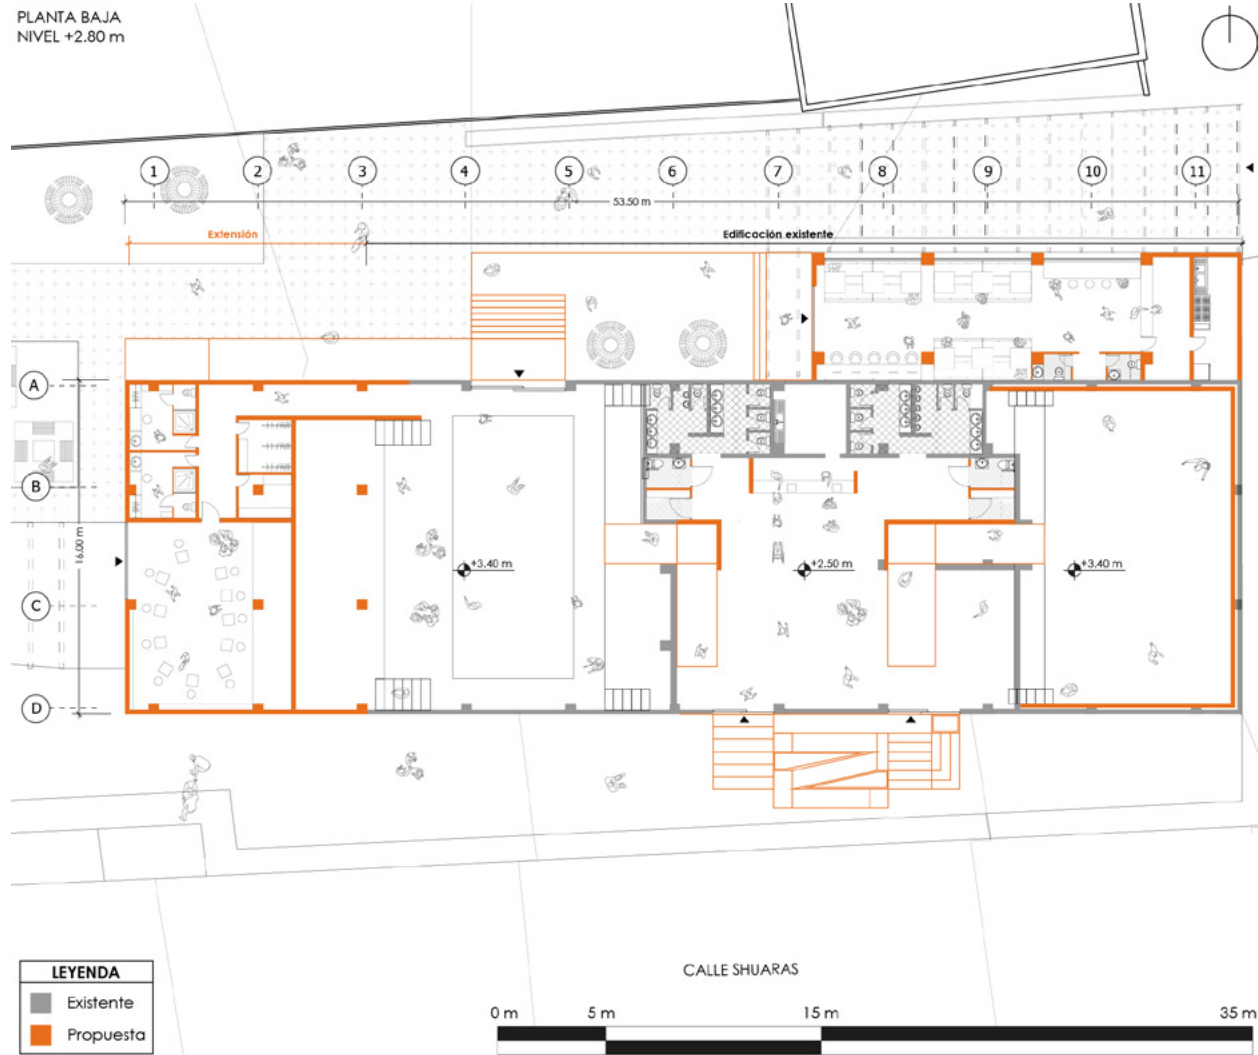 PLANTA BAJA
NIVEL +2.80 m
1 2 3 4 5 6 7 8 9 10 11
53.50 m
Extensión
Edificación existente
A
B
16.00 m
+3.40 m
+2.50 m
+3.40 m
C
D
CALLE SHUARAS
LEYENDA
Existente
Propuesta
0 m 5 m 15 m 35 m